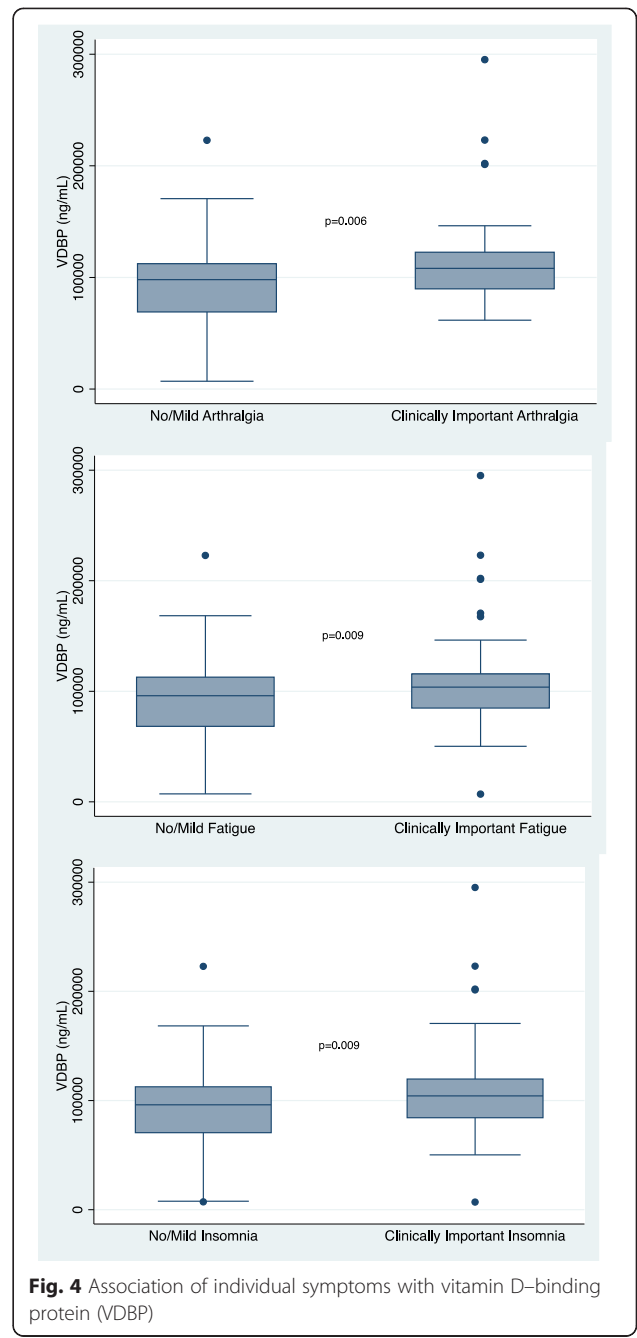 300000
200000
VDBP (ng/mL)
p=0.006
100000
0
No/Mild Arthralgia Clinically Important Arthralgia
300000
200000
VDBP (ng/mL)
p=0.009
100000
0
No/Mild Fatigue Clinically Important Fatigue
300000
200000
VDBP (ng/mL)
p=0.009
100000
0
No/Mild Insomnia Clinically Important Insomnia
Fig. 4 Association of individual symptoms with vitamin D–binding
protein (VDBP)